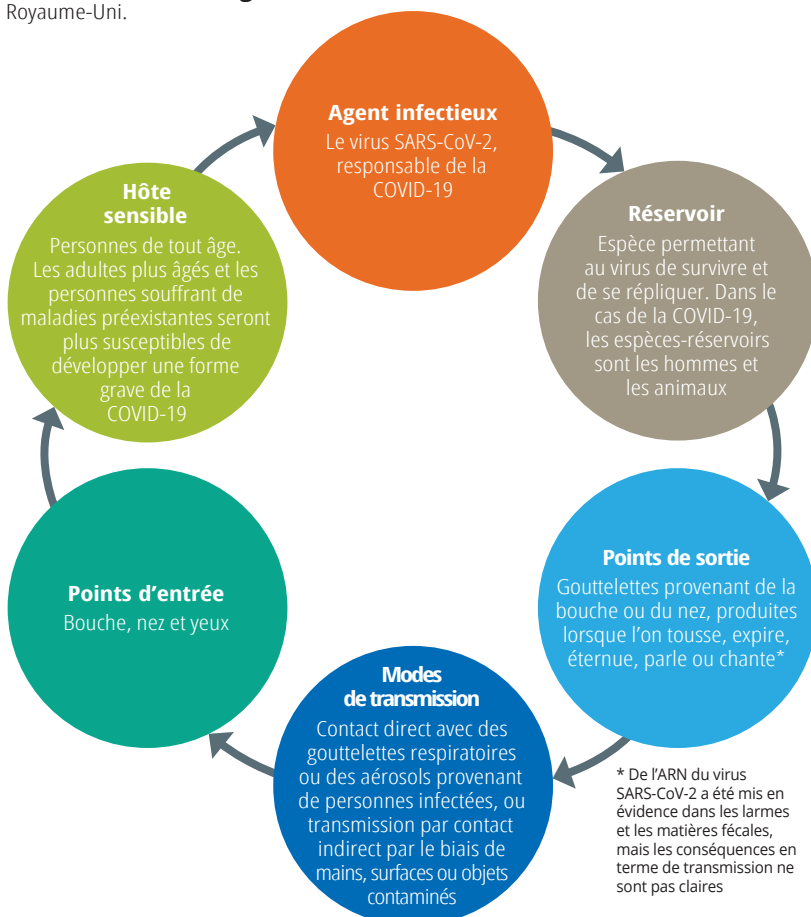 Royaume-Uni.
Agent infectieux
Le virus SARS-CoV-2,
responsable de la
COVID-19
Réservoir
Espèce permettant
au virus de survivre et
de se répliquer. Dans le
cas de la COVID-19,
les espèces-réservoirs
sont les hommes et
les animaux
Points de sortie
Gouttelettes provenant de la
bouche ou du nez, produites
lorsque l’on tousse, expire,
éternue, parle ou chante*
* De l’ARN du virus
SARS-CoV-2 a été mis en
évidence dans les larmes
et les matières fécales,
mais les conséquences en
terme de transmission ne
sont pas claires
Modes
de transmission
Contact direct avec des
gouttelettes respiratoires
ou des aérosols provenant
de personnes infectées, ou
transmission par contact
indirect par le biais de
mains, surfaces ou objets
contaminés
Points d’entrée
Bouche, nez et yeux
Hôte
sensible
Personnes de tout âge.
Les adultes plus âgés et les
personnes souffrant de
maladies préexistantes seront
plus susceptibles de
développer une forme
grave de la
COVID-19